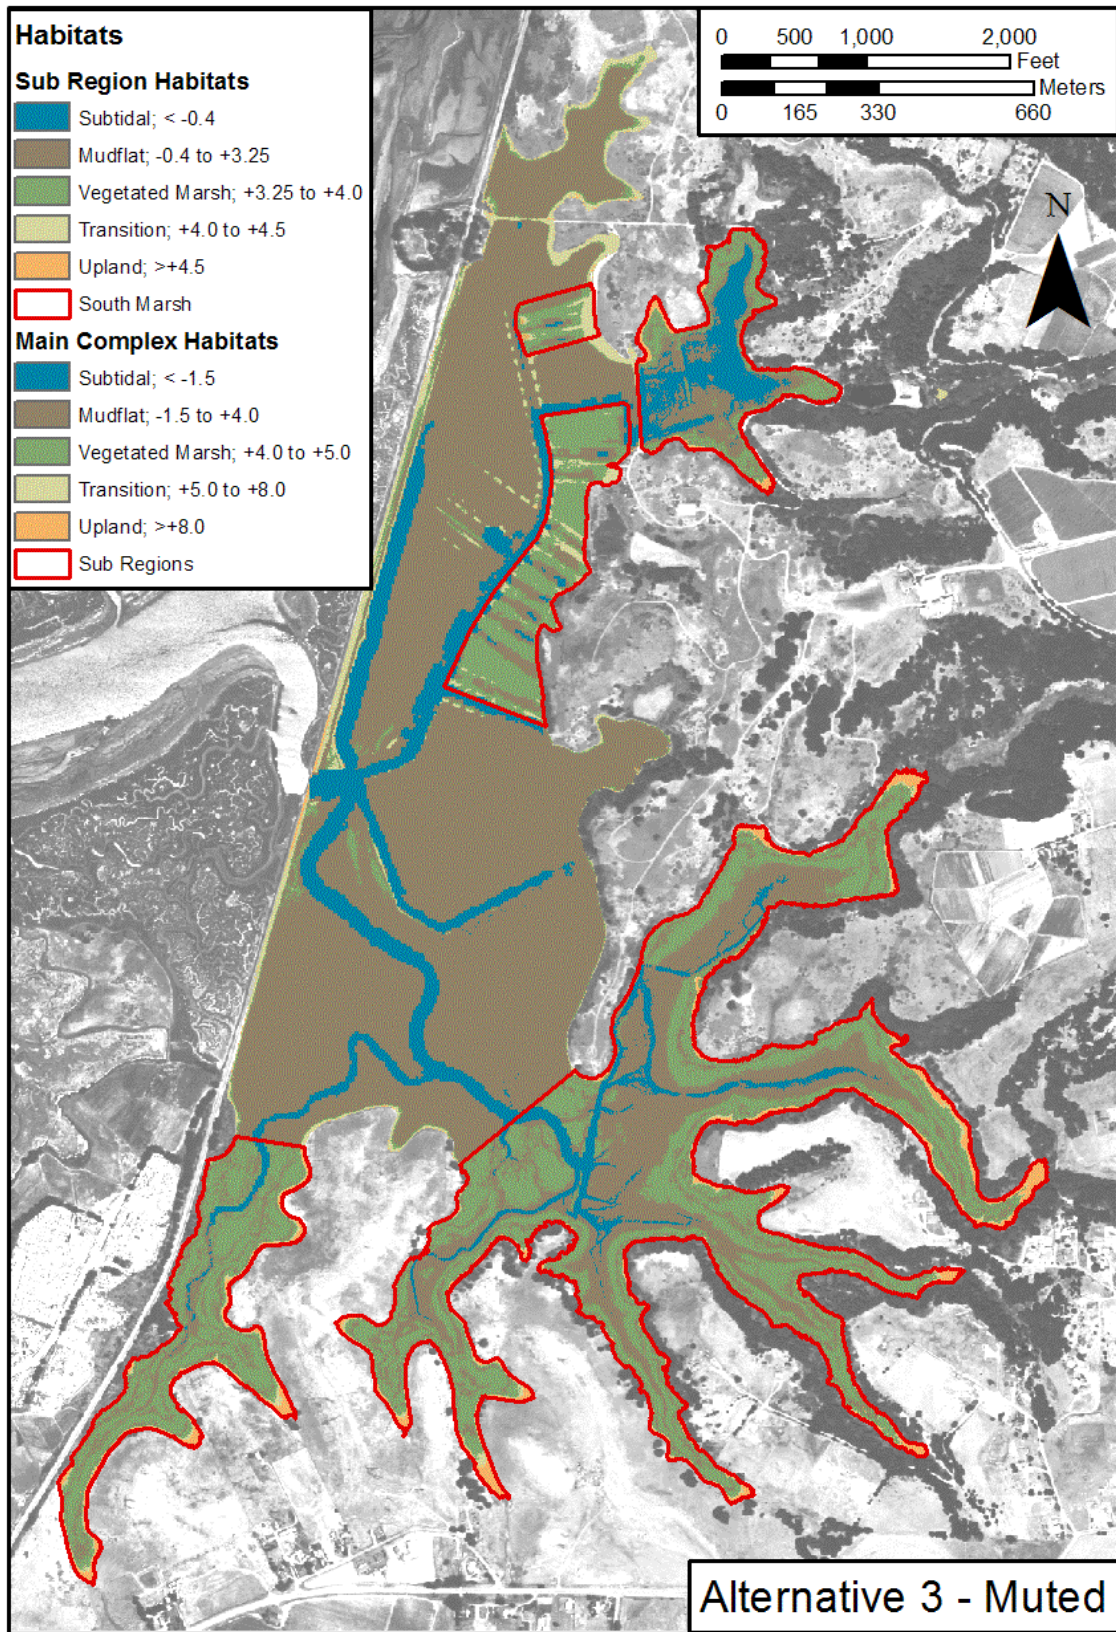 Habitats
Sub Region Habitats
Subtidal; < -0.4
Mudflat; -0.4 to +3.25
Vegetated Marsh; +3.25 to +4.0
Transition; +4.0 to +4.5
Upland; >+4.5
South Marsh
Main Complex Habitats
Subtidal; < -1.5
Mudflat; -1.5 to +4.0
Vegetated Marsh; +4.0 to +5.0
Transition; +5.0 to +8.0
Upland; >+8.0
Sub Regions
0 500 1,000 2,000
Feet
Meters
0 165 330 660
N
Alternative 3 - Muted